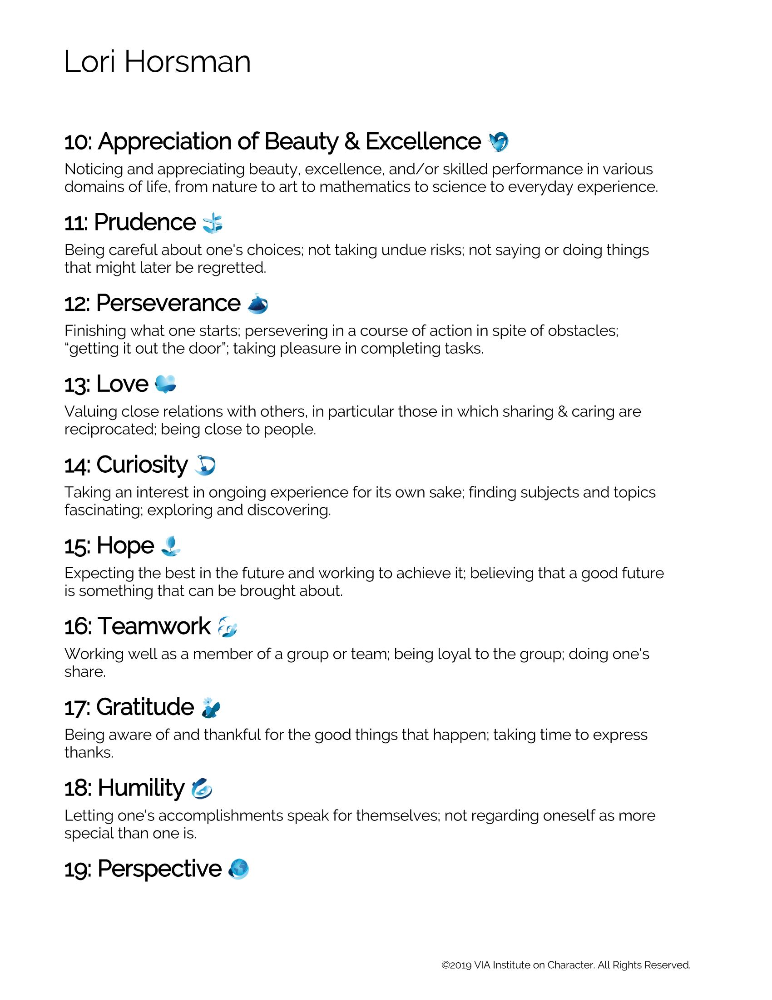 Lori Horsman
10: Appreciation of Beauty & Excellence
Noticing and appreciating beauty, excellence, and/or skilled performance in various
domains of life, from nature to art to mathematics to science to everyday experience.
11: Prudence
Being careful about one's choices; not taking undue risks; not saying or doing things
that might later be regretted.
12: Perseverance
Finishing what one starts; persevering in a course of action in spite of obstacles;
“getting it out the door”; taking pleasure in completing tasks.
13: Love
Valuing close relations with others, in particular those in which sharing & caring are
reciprocated; being close to people.
14: Curiosity
Taking an interest in ongoing experience for its own sake; finding subjects and topics
fascinating; exploring and discovering.
15: Hope
Expecting the best in the future and working to achieve it; believing that a good future
is something that can be brought about.
16: Teamwork
Working well as a member of a group or team; being loyal to the group; doing one's
share.
17: Gratitude
Being aware of and thankful for the good things that happen; taking time to express
thanks.
18: Humility
Letting one's accomplishments speak for themselves; not regarding oneself as more
special than one is.
19: Perspective
©2019 VIA Institute on Character. All Rights Reserved.